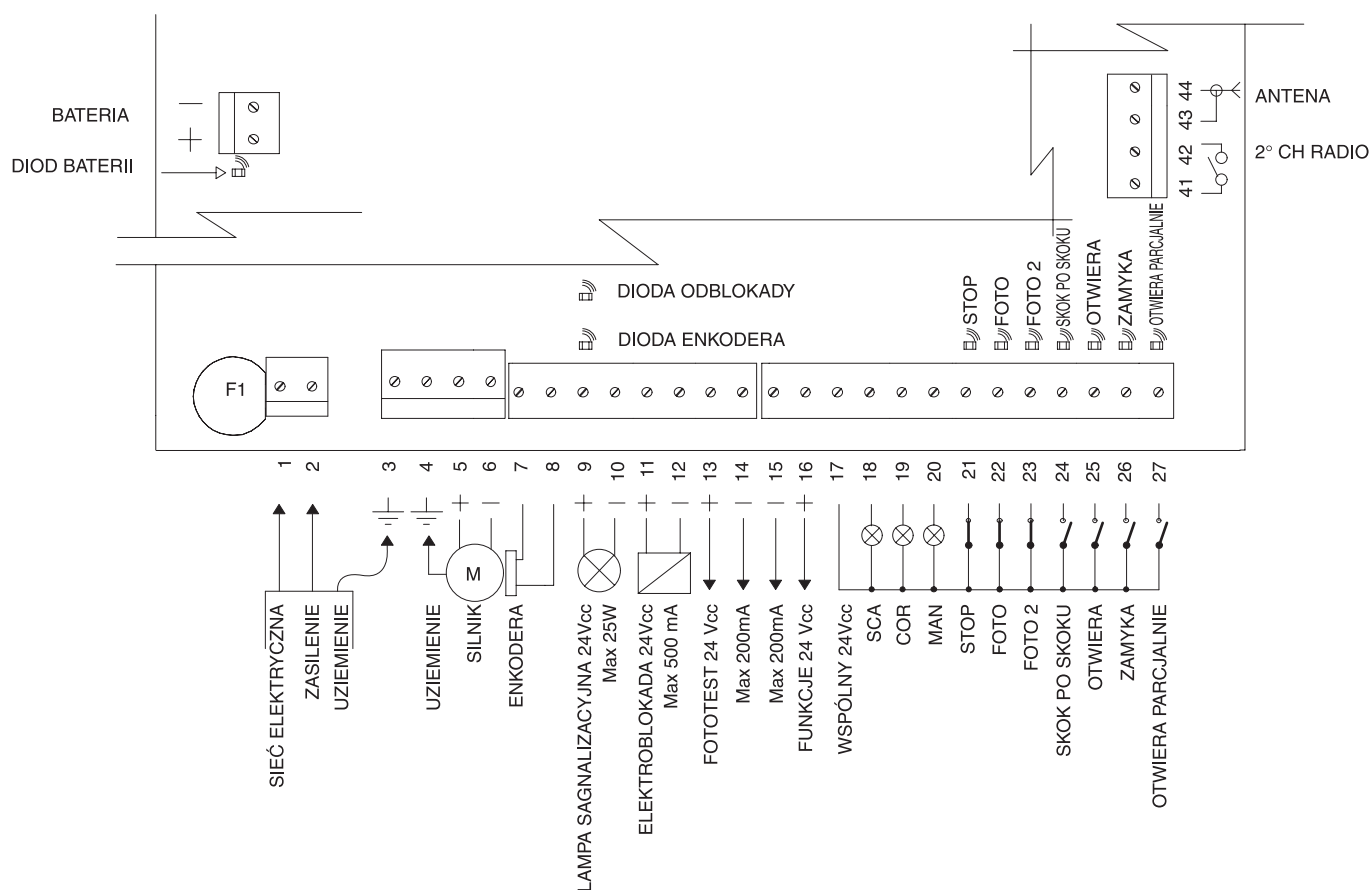 BATERIA
− +
DIOD BATERII
44
43
42
41
ANTENA
2° CH RADIO
DIODA ODBLOKADY
DIODA ENKODERA
STOP
FOTO
FOTO 2
SKOK PO SKOKU
OTWIERA
ZAMYKA
OTWIERA PARCJALNIE
F1
1 2 3 4 5 6 7 8 9 10 11 12 13 14 15 16 17 18 19 20 21 22 23 24 25 26 27
+ − + − + − + − − +
M
SIEĆ ELEKTRYCZNA
ZASILENIE
UZIEMIENIE
UZIEMIENIE
SILNIK
ENKODERA
LAMPA SAGNALIZACYJNA 24Vcc
Max 25W
ELEKTROBLOKADA 24Vcc
Max 500 mA
FOTOTEST 24 Vcc
Max 200mA
Max 200mA
FUNKCJE 24 Vcc
WSPÓLNY 24Vcc
SCA
COR
MAN
STOP
FOTO
FOTO 2
SKOK PO SKOKU
OTWIERA
ZAMYKA
OTWIERA PARCJALNIE